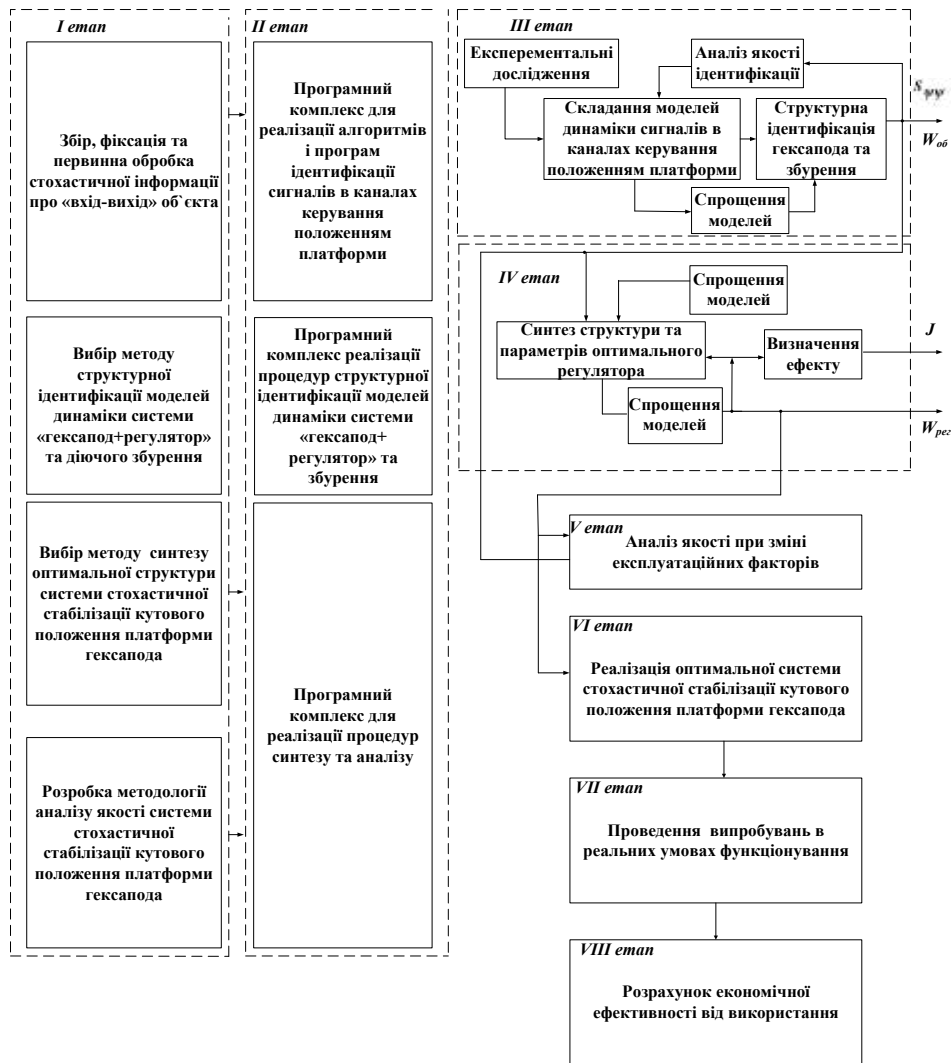 I етап
Збір, фіксація та
первинна обробка
стохастичної інформації
про «вхід-вихід» об`єкта
Вибір методу
структурної
ідентифікації моделей
динаміки системи
«гексапод+регулятор»
та діючого збурення
Вибір методу синтезу
оптимальної структури
системи стохастичної
стабілізації кутового
положення платформи
гексапода
Розробка методології
аналізу якості системи
стохастичної
стабілізації кутового
положення платформи
гексапода
II етап
Програмний
комплекс для
реалізації алгоритмів
і програм
ідентифікації
сигналів в каналах
керування
положенням
платформи
Програмний
комплекс реалізації
процедур структурної
ідентифікації моделей
динаміки системи
«гексапод+
регулятор» та
збурення
Програмний
комплекс для
реалізації процедур
синтезу та аналізу
III етап
Експерементальні
дослідження
Аналіз якості
ідентифікації
Складання моделей
динаміки сигналів в
каналах керування
положенням платформи
Структурна
ідентифікація
гексапода та
збурення
Спрощення
моделей
S ψψ
W об
IV етап
Спрощення
моделей
Синтез структури та
параметрів оптимального
регулятора
Визначення
ефекту
Спрощення
моделей
J
W рег
V етап
Аналіз якості при зміні
експлуатаційних факторів
VI етап
Реалізація оптимальної системи
стохастичної стабілізації кутового
положення платформи гексапода
VII етап
Проведення випробувань в
реальних умовах функціонування
VIII етап
Розрахунок економічної
ефективності від використання